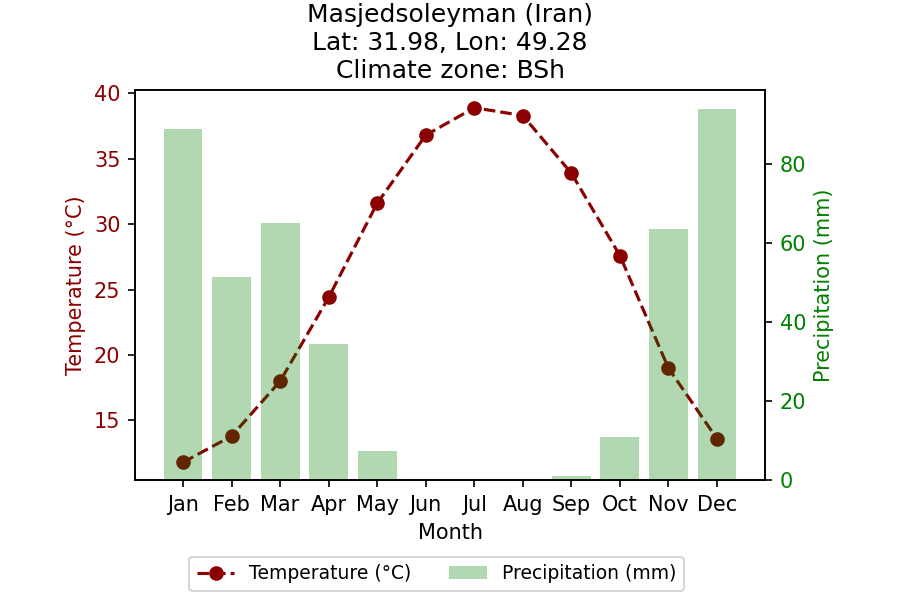 Masjedsoleyman (Iran)
Lat: 31.98, Lon: 49.28
Climate zone: BSh
40
35
30
25
20
15
Temperature (°C)
80
60
40
20
0
Precipitation (mm)
Jan Feb Mar Apr May Jun Jul Aug Sep Oct Nov Dec
Month
Temperature (°C) Precipitation (mm)